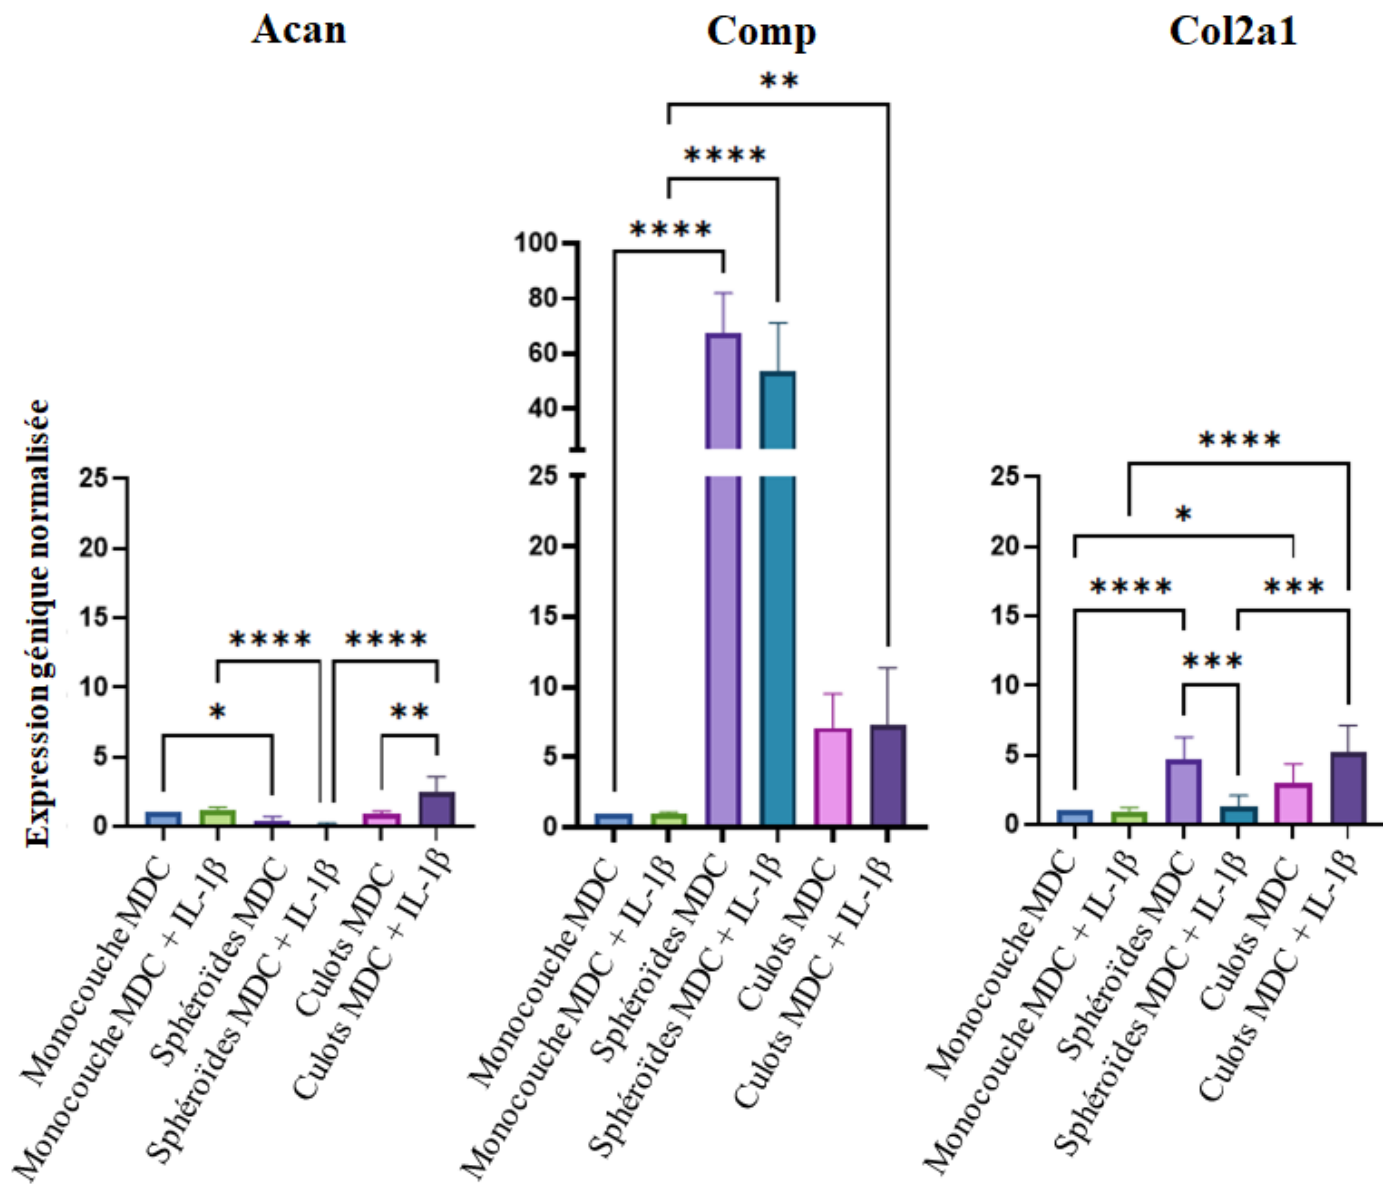 Acan
Comp
Col2a1
Expression génique normalisée
25
20
15
10
5
0
****
****
*
**
Monocouche MDC
Monocouche MDC + IL-1β
Sphéroïdes MDC
Sphéroïdes MDC + IL-1β
Culots MDC
Culots MDC + IL-1β
**
****
****
100
80
60
40
25
20
15
10
5
0
Monocouche MDC
Monocouche MDC + IL-1β
Sphéroïdes MDC
Sphéroïdes MDC + IL-1β
Culots MDC
Culots MDC + IL-1β
****
*
****
***
***
25
20
15
10
5
0
Monocouche MDC
Monocouche MDC + IL-1β
Sphéroïdes MDC
Sphéroïdes MDC + IL-1β
Culots MDC
Culots MDC + IL-1β